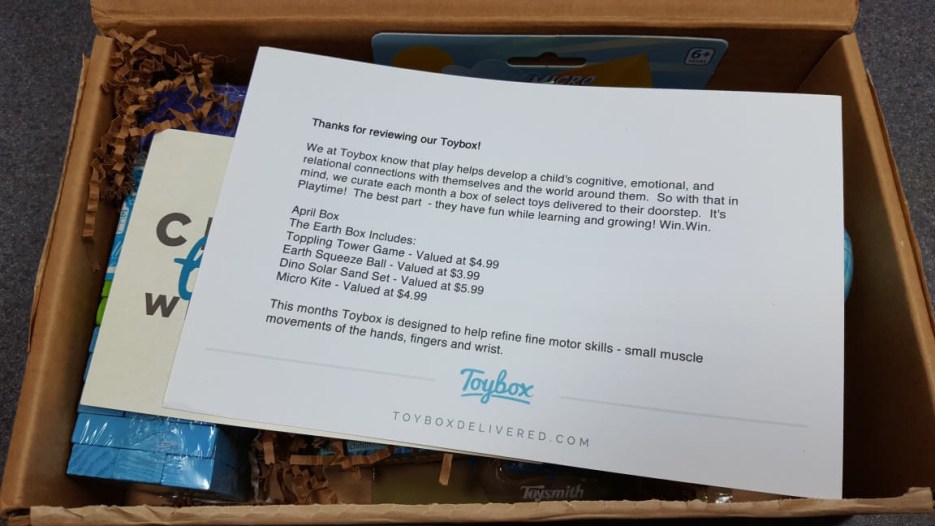 6+
MICRO
Thanks for reviewing our Toybox!
We at Toybox know that play helps develop a child's cognitive, emotional, and
relational connections with themselves and the world around them.  So with that in
mind, we curate each month a box of select toys delivered to their doorstep.  It's
Playtime!  The best part  - they have fun while learning and growing! Win.Win.
April Box
The Earth Box Includes:
Toppling Tower Game - Valued at $4.99
Earth Squeeze Ball - Valued at $3.99
Dino Solar Sand Set - Valued at $5.99
Micro Kite - Valued at $4.99
This months Toybox is designed to help refine fine motor skills - small muscle
movements of the hands, fingers and wrist.
Toybox
TOYBOXDELIVERED.COM
C
W
Toysmith